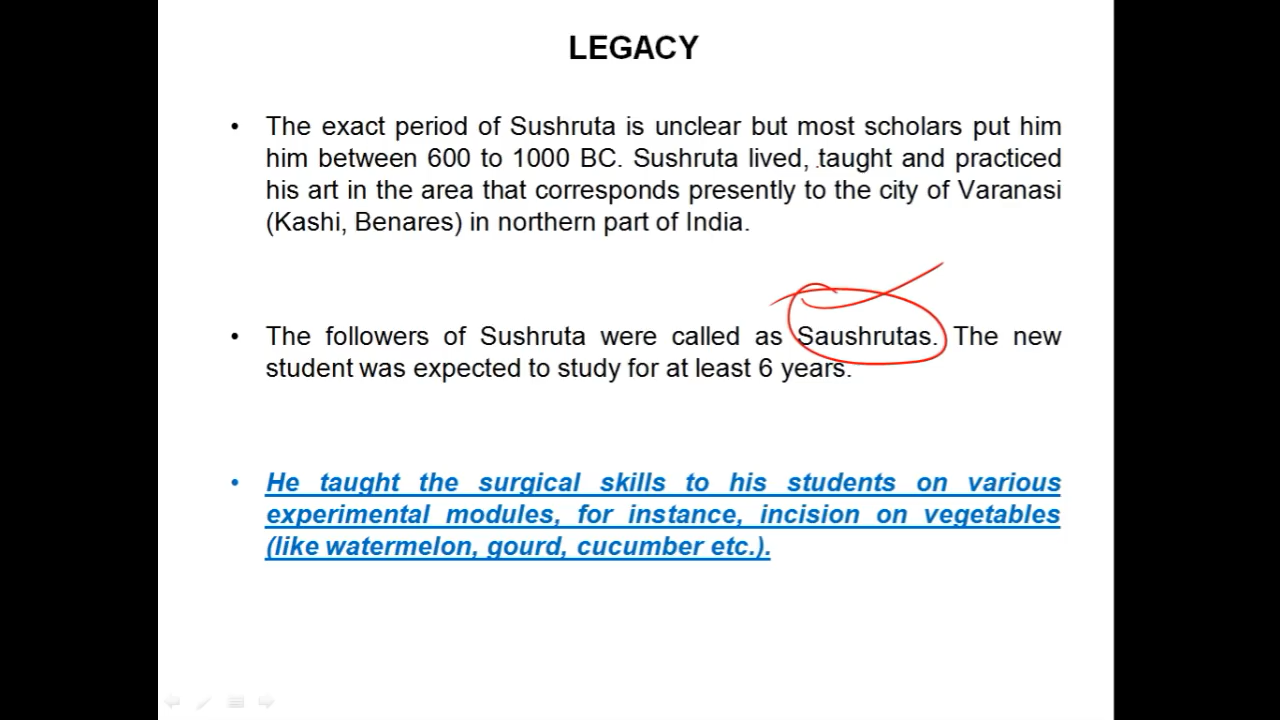 LEGACY
• The exact period of Sushruta is unclear but most scholars put him
him between 600 to 1000 BC. Sushruta lived, taught and practiced
his art in the area that corresponds presently to the city of Varanasi
(Kashi, Benares) in northern part of India.
• The followers of Sushruta were called as Saushrutas. The new
student was expected to study for at least 6 years.
• He taught the surgical skills to his students on various
experimental modules, for instance, incision on vegetables
(like watermelon, gourd, cucumber etc.).